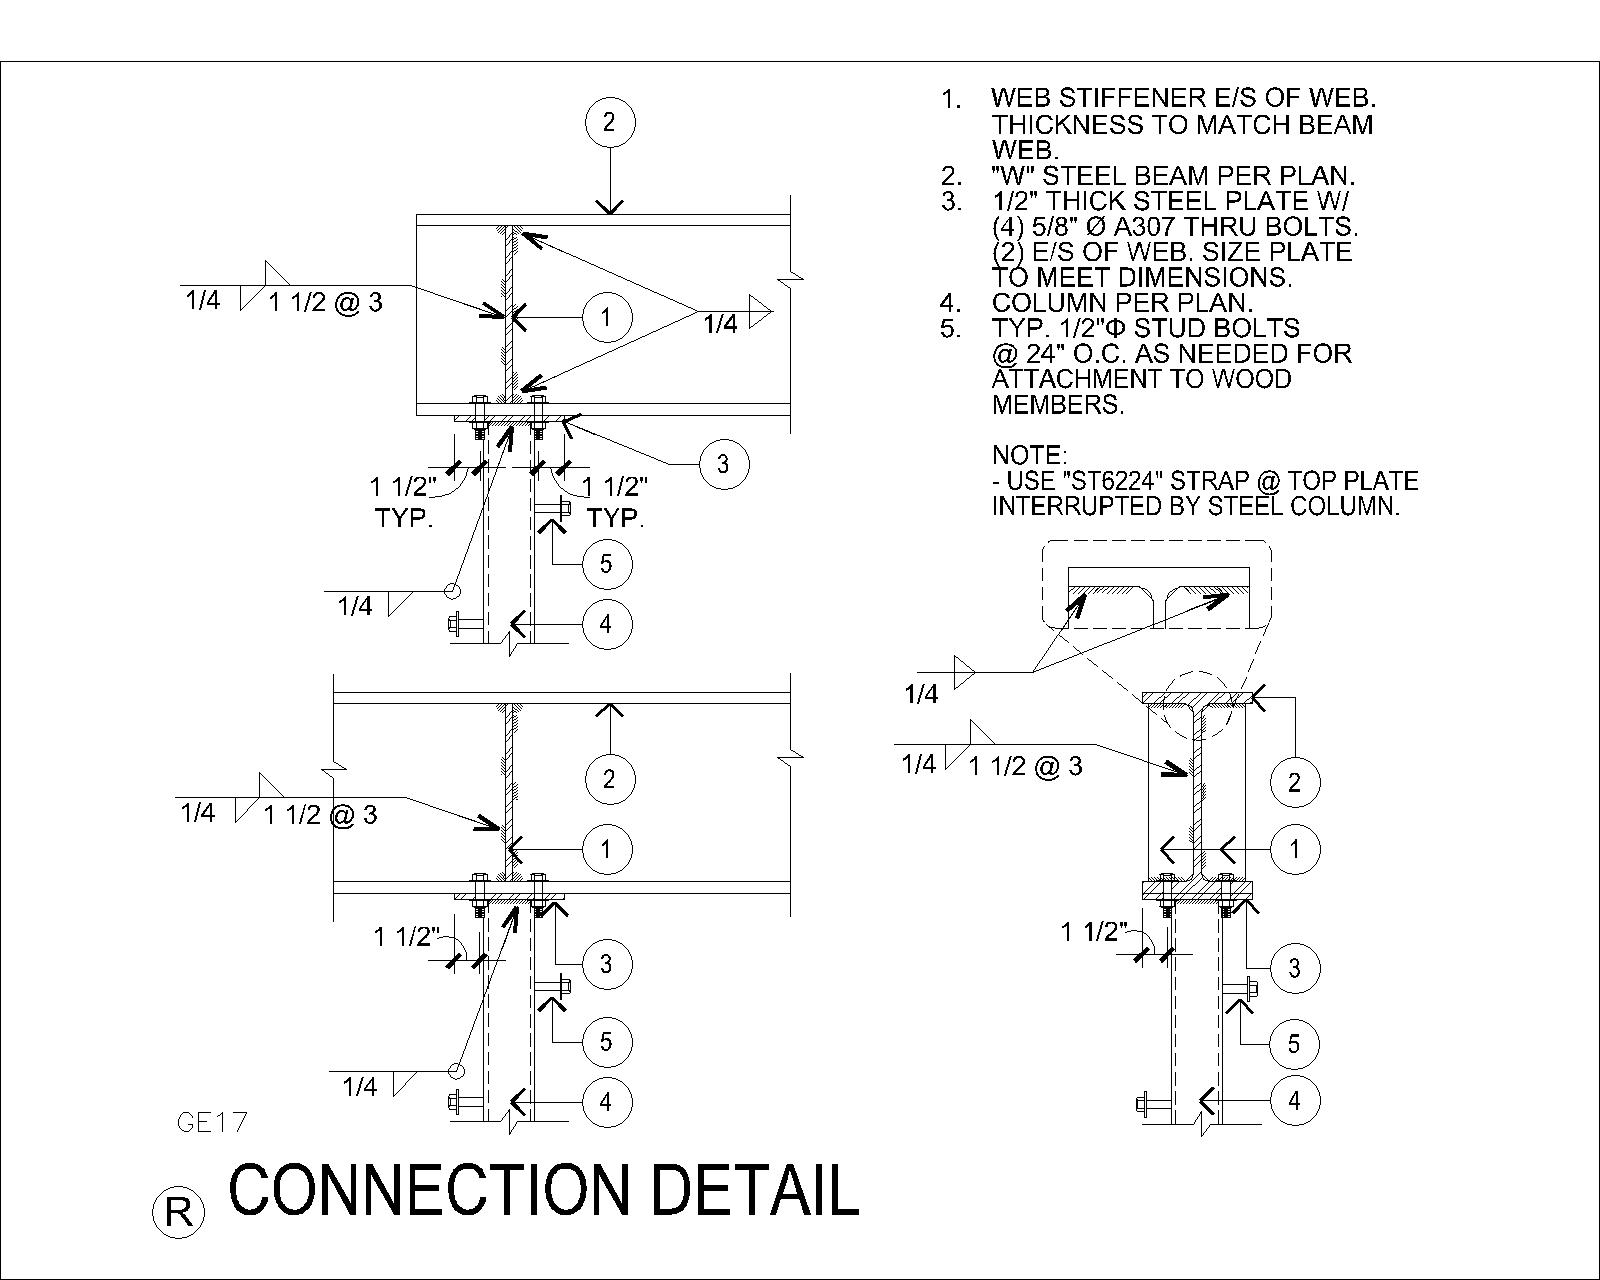 1. WEB STIFFENER E/S OF WEB.
THICKNESS TO MATCH BEAM
WEB.
2. "W" STEEL BEAM PER PLAN.
3. 1/2" THICK STEEL PLATE W/
(4) 5/8" Ø A307 THRU BOLTS.
(2) E/S OF WEB. SIZE PLATE
TO MEET DIMENSIONS.
4. COLUMN PER PLAN.
5. TYP. 1/2"Φ STUD BOLTS
@ 24" O.C. AS NEEDED FOR
ATTACHMENT TO WOOD
MEMBERS.
NOTE:
- USE "ST6224" STRAP @ TOP PLATE
INTERRUPTED BY STEEL COLUMN.
2
1/4 1 1/2 @ 3
1
1/4
3
1 1/2"
TYP.
1 1/2"
TYP.
5
1/4
4
2
1/4 1 1/2 @ 3
1
1 1/2"
3
5
1/4
4
1/4
1/4 1 1/2 @ 3
2
1
1 1/2"
3
5
4
GE17
R CONNECTION DETAIL